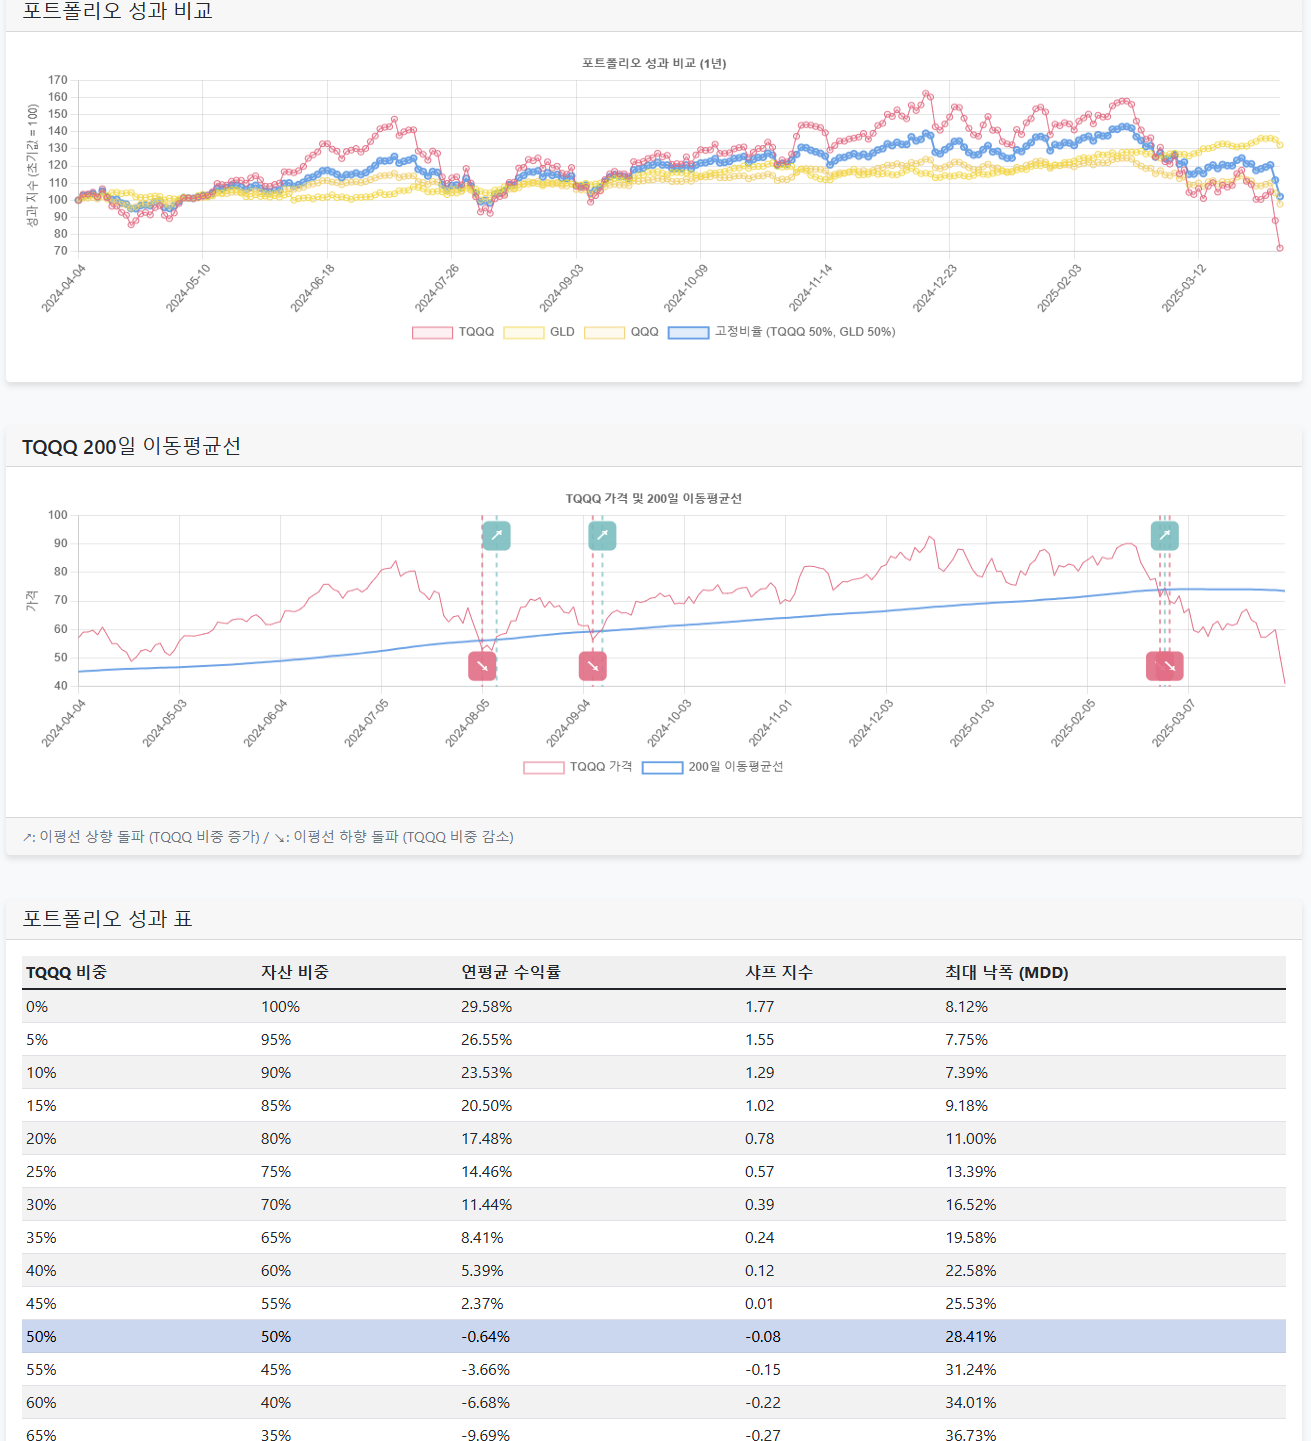 포트폴리오 성과 비교
포트폴리오 성과 비교 (1년)
성과 지수 (초기값 = 100)
170
160
150
140
130
120
110
100
90
80
70
2024-04-04
2024-05-10
2024-06-18
2024-07-26
2024-09-03
2024-10-09
2024-11-14
2024-12-23
2025-02-03
2025-03-12
TQQQ GLD QQQ 고정비율 (TQQQ 50%, GLD 50%)
TQQQ 200일 이동평균선
TQQQ 가격 및 200일 이동평균선
가격
100
90
80
70
60
50
40
↗ ↗ ↗
↘ ↘ ↘
2024-04-04
2024-05-03
2024-06-04
2024-07-05
2024-08-05
2024-09-04
2024-10-03
2024-11-01
2024-12-03
2025-01-03
2025-02-05
2025-03-07
TQQQ 가격 200일 이동평균선
↗: 이평선 상향 돌파 (TQQQ 비중 증가) / ↘: 이평선 하향 돌파 (TQQQ 비중 감소)
포트폴리오 성과 표
TQQQ 비중 자산 비중 연평균 수익률 샤프 지수 최대 낙폭 (MDD)
0% 100% 29.58% 1.77 8.12%
5% 95% 26.55% 1.55 7.75%
10% 90% 23.53% 1.29 7.39%
15% 85% 20.50% 1.02 9.18%
20% 80% 17.48% 0.78 11.00%
25% 75% 14.46% 0.57 13.39%
30% 70% 11.44% 0.39 16.52%
35% 65% 8.41% 0.24 19.58%
40% 60% 5.39% 0.12 22.58%
45% 55% 2.37% 0.01 25.53%
50% 50% -0.64% -0.08 28.41%
55% 45% -3.66% -0.15 31.24%
60% 40% -6.68% -0.22 34.01%
65% 35% -9.69% -0.27 36.73%